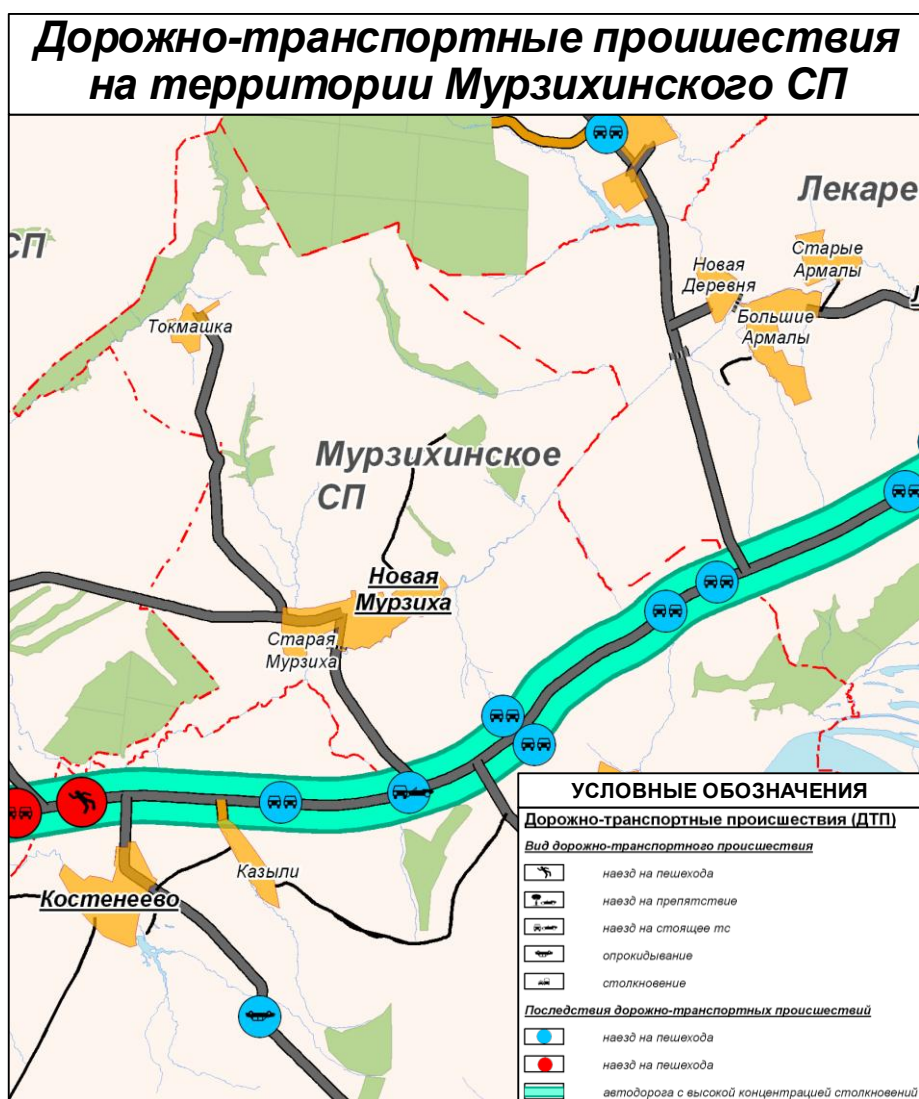 Дорожно-транспортные проишествия
на территории Мурзихинского СП
Лекаре
СП
Старые
Армалы
Новая
Деревня
Большие
Армалы
Токмашка
Мурзихинское
СП
Новая
Мурзиха
Старая
Мурзиха
Казыли
Костенеево
УСЛОВНЫЕ ОБОЗНАЧЕНИЯ
Дорожно-транспортные происшествия (ДТП)
Вид дорожно-транспортного происшествия
наезд на пешехода
наезд на препятствие
наезд на стоящее тс
опрокидывание
столкновение
Последствия дорожно-транспортных происшествий
наезд на пешехода
наезд на пешехода
автодорога с высокой концентрацией столкновений